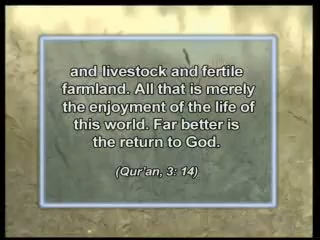 and livestock and fertile
farmland. All that is merely
the enjoyment of the life of
this world. Far better is
the return to God.
(Qur'an, 3: 14)